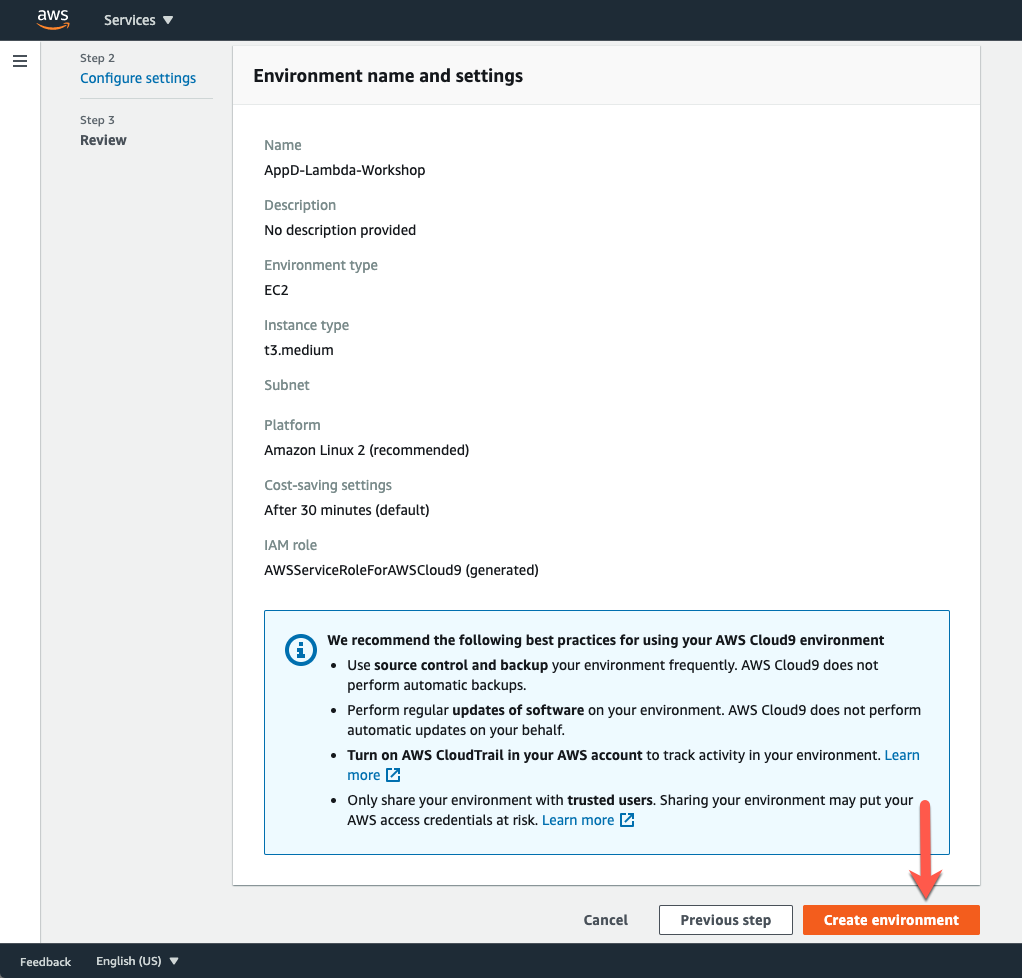 aws
Services
Step 2
Configure settings
Step 3
Review
Environment name and settings
Name
AppD-Lambda-Workshop
Description
No description provided
Environment type
EC2
Instance type
t3.medium
Subnet
Platform
Amazon Linux 2 (recommended)
Cost-saving settings
After 30 minutes (default)
IAM role
AWSServiceRoleForAWSCloud9 (generated)
We recommend the following best practices for using your AWS Cloud9 environment
• Use source control and backup your environment frequently. AWS Cloud9 does not
perform automatic backups.
• Perform regular updates of software on your environment. AWS Cloud9 does not perform
automatic updates on your behalf.
• Turn on AWS CloudTrail in your AWS account to track activity in your environment. Learn
more
• Only share your environment with trusted users. Sharing your environment may put your
AWS access credentials at risk. Learn more
Cancel
Previous step
Create environment
Feedback
English (US)